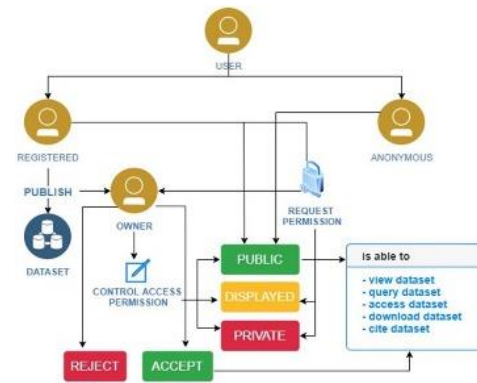 USER
REGISTERED
ANONYMOUS
PUBLISH
OWNER
REQUEST
PERMISSION
DATASET
CONTROL ACCESS
PERMISSION
PUBLIC
DISPLAYED
PRIVATE
is able to
- view dataset
- query dataset
- access dataset
- download dataset
- cite dataset
REJECT
ACCEPT